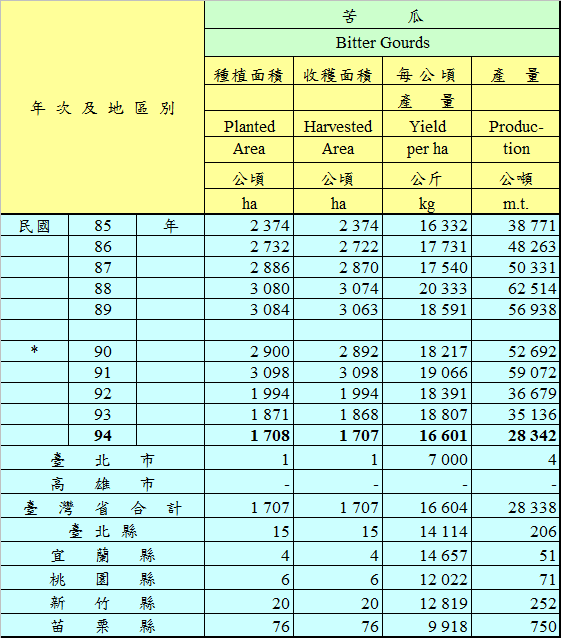 苦 瓜
Bitter Gourds
年 次 及 地 區 別
種植面積 收穫面積 每公頃 產 量
產 量
Planted Harvested Yield Produc-
Area Area per ha tion
公頃 公頃 公斤 公噸
ha ha kg m.t.
民國 85 年 2 374 2 374 16 332 38 771
86 2 732 2 722 17 731 48 263
87 2 886 2 870 17 540 50 331
88 3 080 3 074 20 333 62 514
89 3 084 3 063 18 591 56 938
* 90 2 900 2 892 18 217 52 692
91 3 098 3 098 19 066 59 072
92 1 994 1 994 18 391 36 679
93 1 871 1 868 18 807 35 136
94 1 708 1 707 16 601 28 342
臺 北 市 1 1 7 000 4
高 雄 市 - - - -
臺 灣 省 合 計 1 707 1 707 16 604 28 338
臺 北 縣 15 15 14 114 206
宜 蘭 縣 4 4 14 657 51
桃 園 縣 6 6 12 022 71
新 竹 縣 20 20 12 819 252
苗 栗 縣 76 76 9 918 750